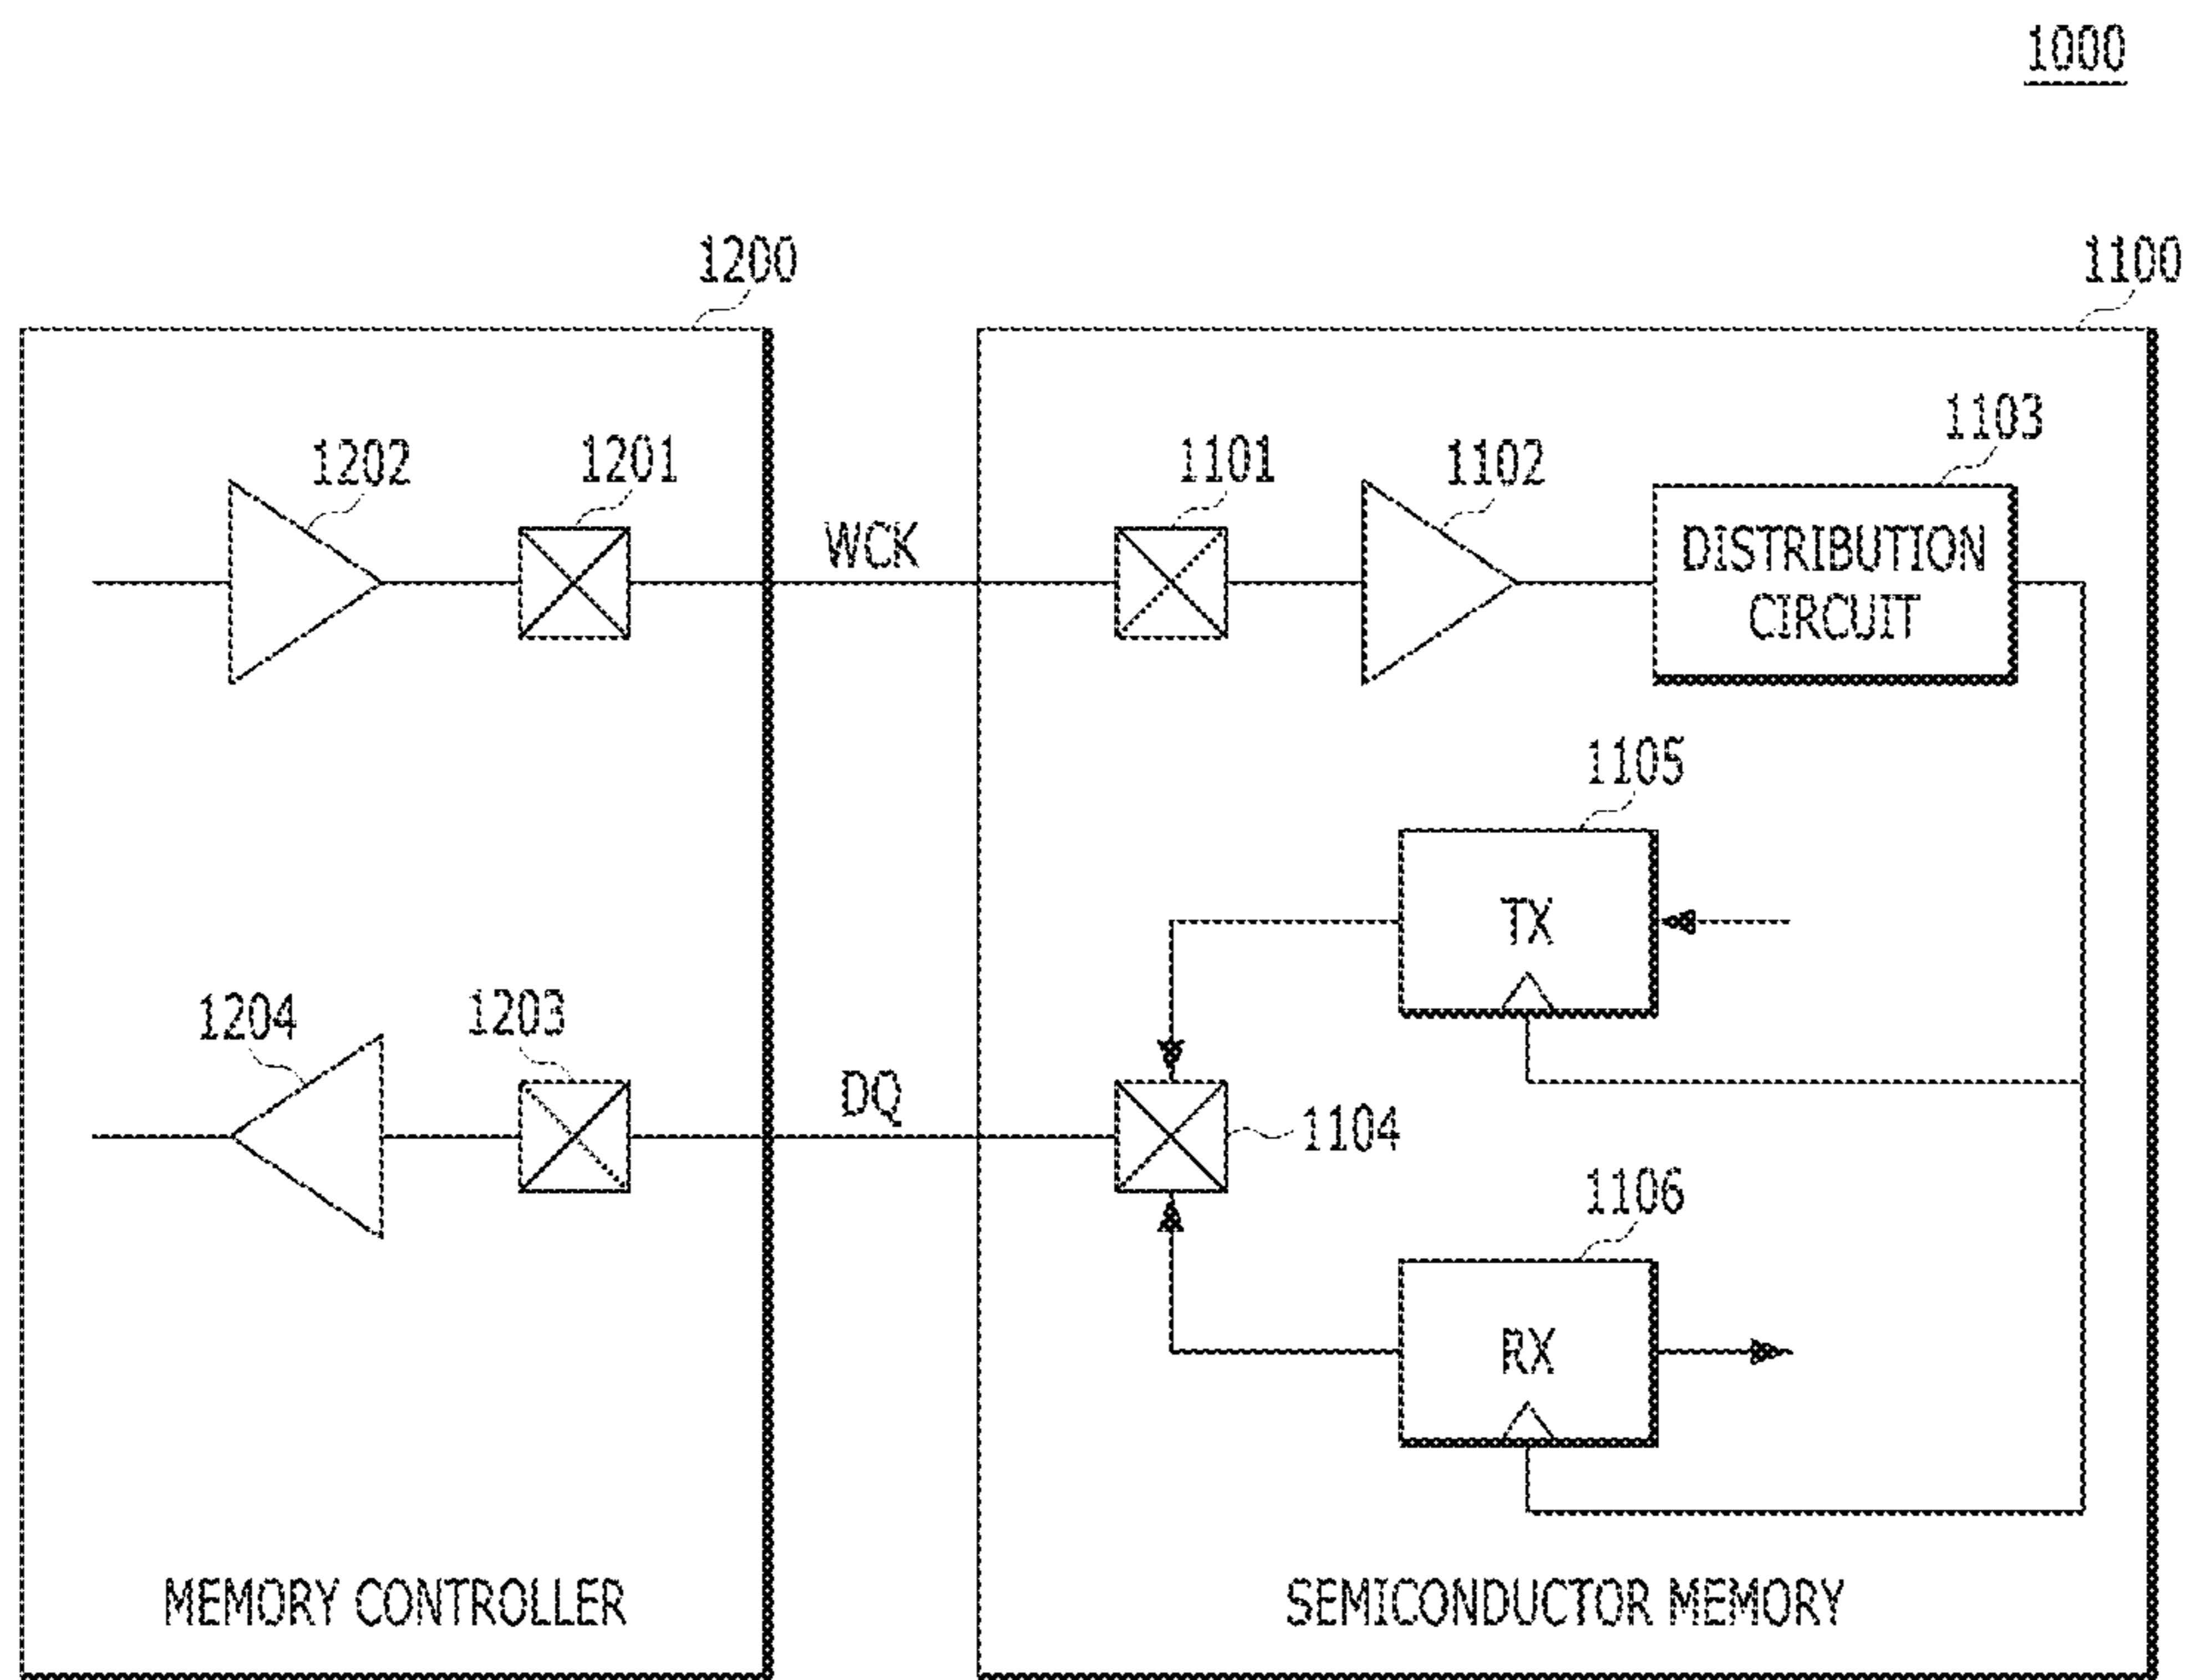 1000
1200
1100
1202
1201
1101
1102
1103
WCK
DISTRIBUTION
CIRCUIT
1105
TX
1204
1203
DQ
1104
1106
RX
MEMORY CONTROLLER
SEMICONDUCTOR MEMORY